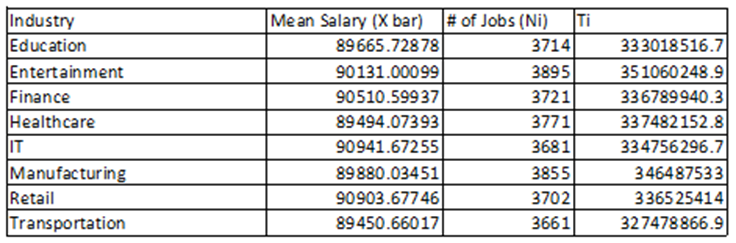 Industry Mean Salary (X bar) # of Jobs (Ni) Ti
Education 89665.72878 3714 333018516.7
Entertainment 90131.00099 3895 351060248.9
Finance 90510.59937 3721 336789940.3
Healthcare 89494.07393 3771 337482152.8
IT 90941.67255 3681 334756296.7
Manufacturing 89880.03451 3855 346487533
Retail 90903.67746 3702 336525414
Transportation 89450.66017 3661 327478866.9